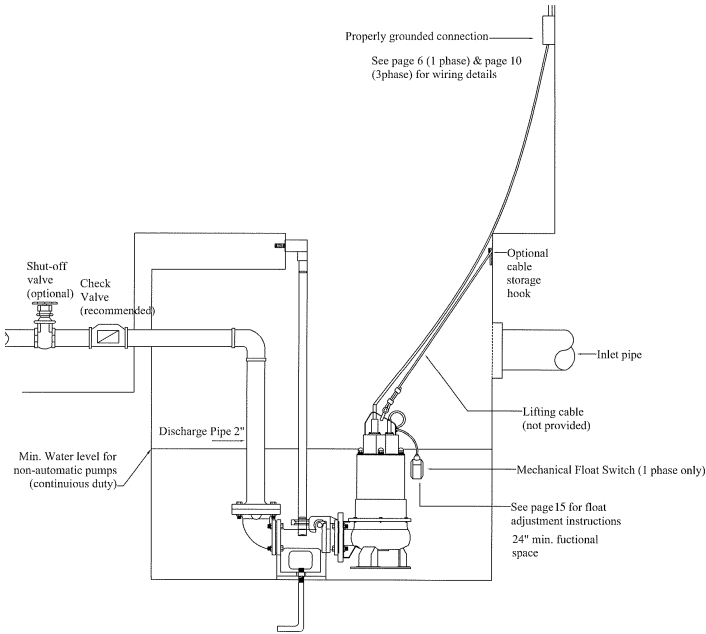 Properly grounded connection
See page 6 (1 phase) & page 10
(3phase) for wiring details
Shut-off
valve
(optional)
Check
Valve
(recommended)
Optional
cable
storage
hook
Inlet pipe
Lifting cable
(not provided)
Discharge Pipe 2"
Min. Water level for
non-automatic pumps
(continuious duty)
Mechanical Float Switch (1 phase only)
See page15 for float
adjustment instructions
24" min. fuctional
space